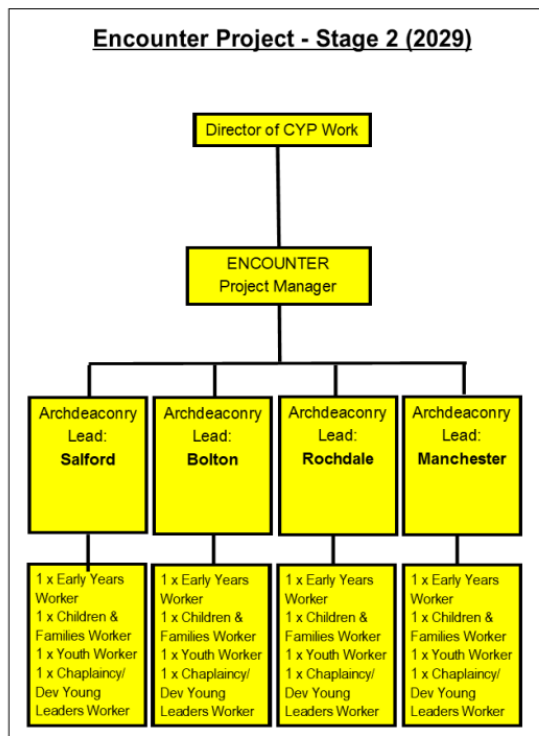 Encounter Project - Stage 2 (2029)
Director of CYP Work
ENCOUNTER
Project Manager
Archdeaconry
Lead:
Salford
Archdeaconry
Lead:
Bolton
Archdeaconry
Lead:
Rochdale
Archdeaconry
Lead:
Manchester
1 x Early Years
Worker
1 x Children &
Families Worker
1 x Youth Worker
1 x Chaplaincy/
Dev Young
Leaders Worker
1 x Early Years
Worker
1 x Children &
Families Worker
1 x Youth Worker
1 x Chaplaincy/
Dev Young
Leaders Worker
1 x Early Years
Worker
1 x Children &
Families Worker
1 x Youth Worker
1 x Chaplaincy/
Dev Young
Leaders Worker
1 x Early Years
Worker
1 x Children &
Families Worker
1 x Youth Worker
1 x Chaplaincy/
Dev Young
Leaders Worker